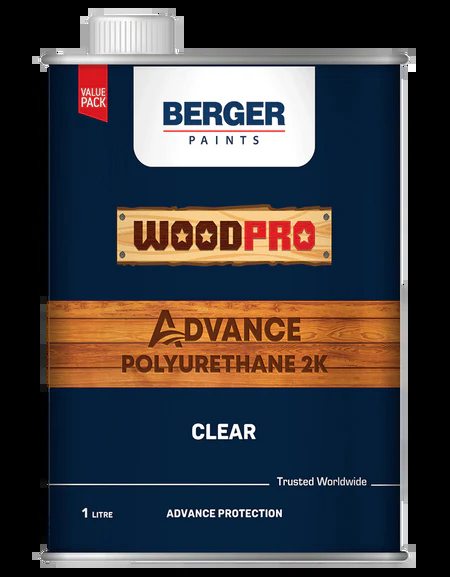 VALUE
PACK
BERGER
PAINTS
WOODPRO
ADVANCE
POLYURETHANE 2K
CLEAR
Trusted Worldwide
1 LITRE
ADVANCE PROTECTION